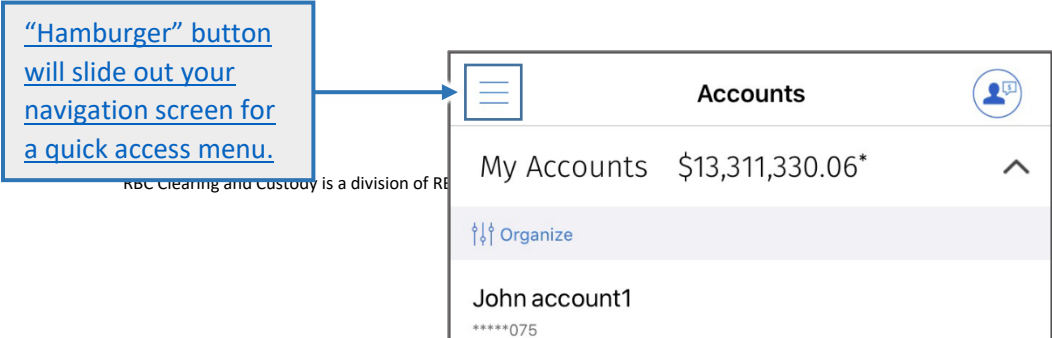 “Hamburger” button
will slide out your
navigation screen for
a quick access menu.
RBC Clearing and Custody is a division of
Accounts
My Accounts $13,311,330.06*
Organize
John account1
*****075